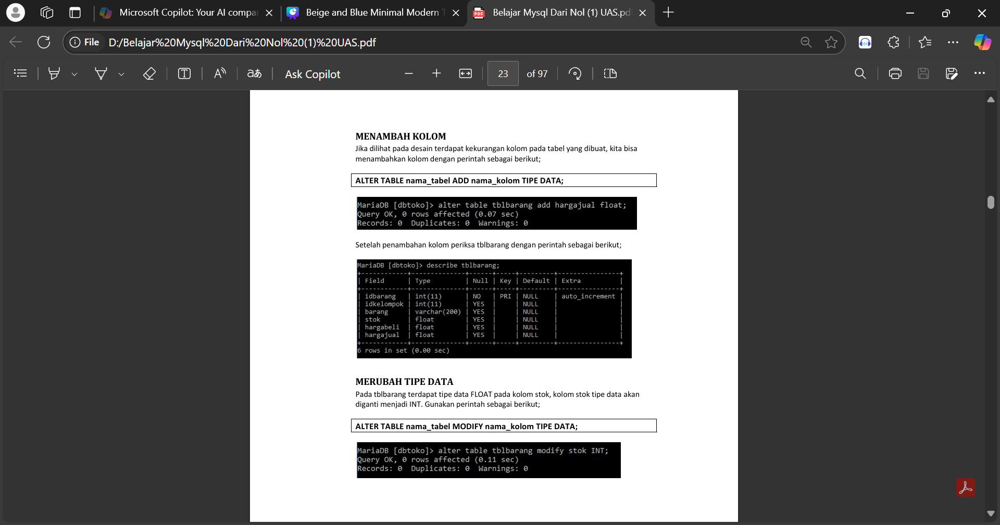 Microsoft Copilot: Your AI compa
Beige and Blue Minimal Modern
Belajar Mysql Dari Nol (1) UAS.pd
File D:/Belajar%20Mysql%20Dari%20Nol%20(1)%20UAS.pdf
aあ Ask Copilot 23 of 97
MENAMBAH KOLOM
Jika dilihat pada desain terdapat kekurangan kolom pada tabel yang dibuat, kita bisa
menambahkan kolom dengan perintah sebagai berikut;
ALTER TABLE nama_tabel ADD nama_kolom TIPE DATA;
MariaDB [dbtoko]> alter table tblbarang add hargajual float;
Query OK, 0 rows affected (0.07 sec)
Records: 0 Duplicates: 0 Warnings: 0
Setelah penambahan kolom periksa tblbarang dengan perintah sebagai berikut;
MariaDB [dbtoko]> describe tblbarang;
+------------+--------------+------+-----+---------+----------------+
| Field | Type | Null | Key | Default | Extra |
+------------+--------------+------+-----+---------+----------------+
| idbarang | int(11) | NO | PRI | NULL | auto_increment |
| idkelompok | int(11) | YES | | NULL | |
| barang | varchar(200) | YES | | NULL | |
| stok | float | YES | | NULL | |
| hargabeli | float | YES | | NULL | |
| hargajual | float | YES | | NULL | |
+------------+--------------+------+-----+---------+----------------+
6 rows in set (0.00 sec)
MERUBAH TIPE DATA
Pada tblbarang terdapat tipe data FLOAT pada kolom stok, kolom stok tipe data akan
diganti menjadi INT. Gunakan perintah sebagai berikut;
ALTER TABLE nama_tabel MODIFY nama_kolom TIPE DATA;
MariaDB [dbtoko]> alter table tblbarang modify stok INT;
Query OK, 0 rows affected (0.11 sec)
Records: 0 Duplicates: 0 Warnings: 0